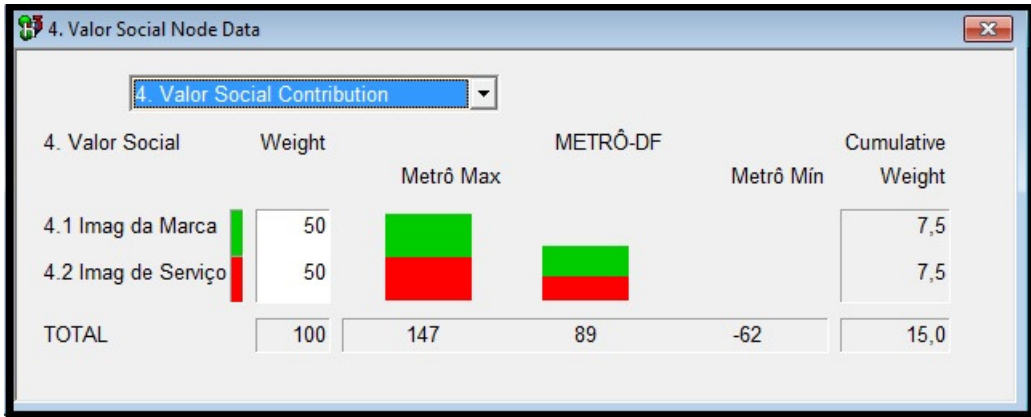 4. Valor Social Node Data
4. Valor Social Contribution
4. Valor Social Weight METRÔ-DF Cumulative
Metrô Max Metrô Mín Weight
4.1 Imag da Marca 50 7,5
4.2 Imag de Serviço 50 7,5
TOTAL 100 147 89 -62 15,0